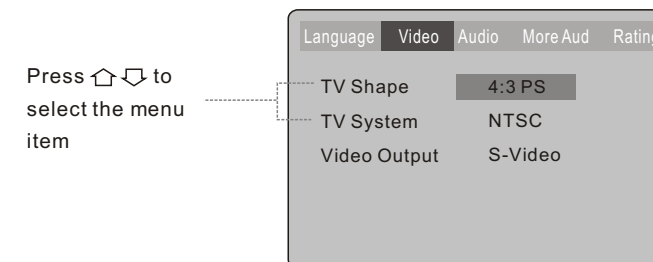 Language Video Audio More Aud Rating
Press ⇧ ⇩ to
select the menu
item
TV Shape 4:3 PS
TV System NTSC
Video Output S-Video